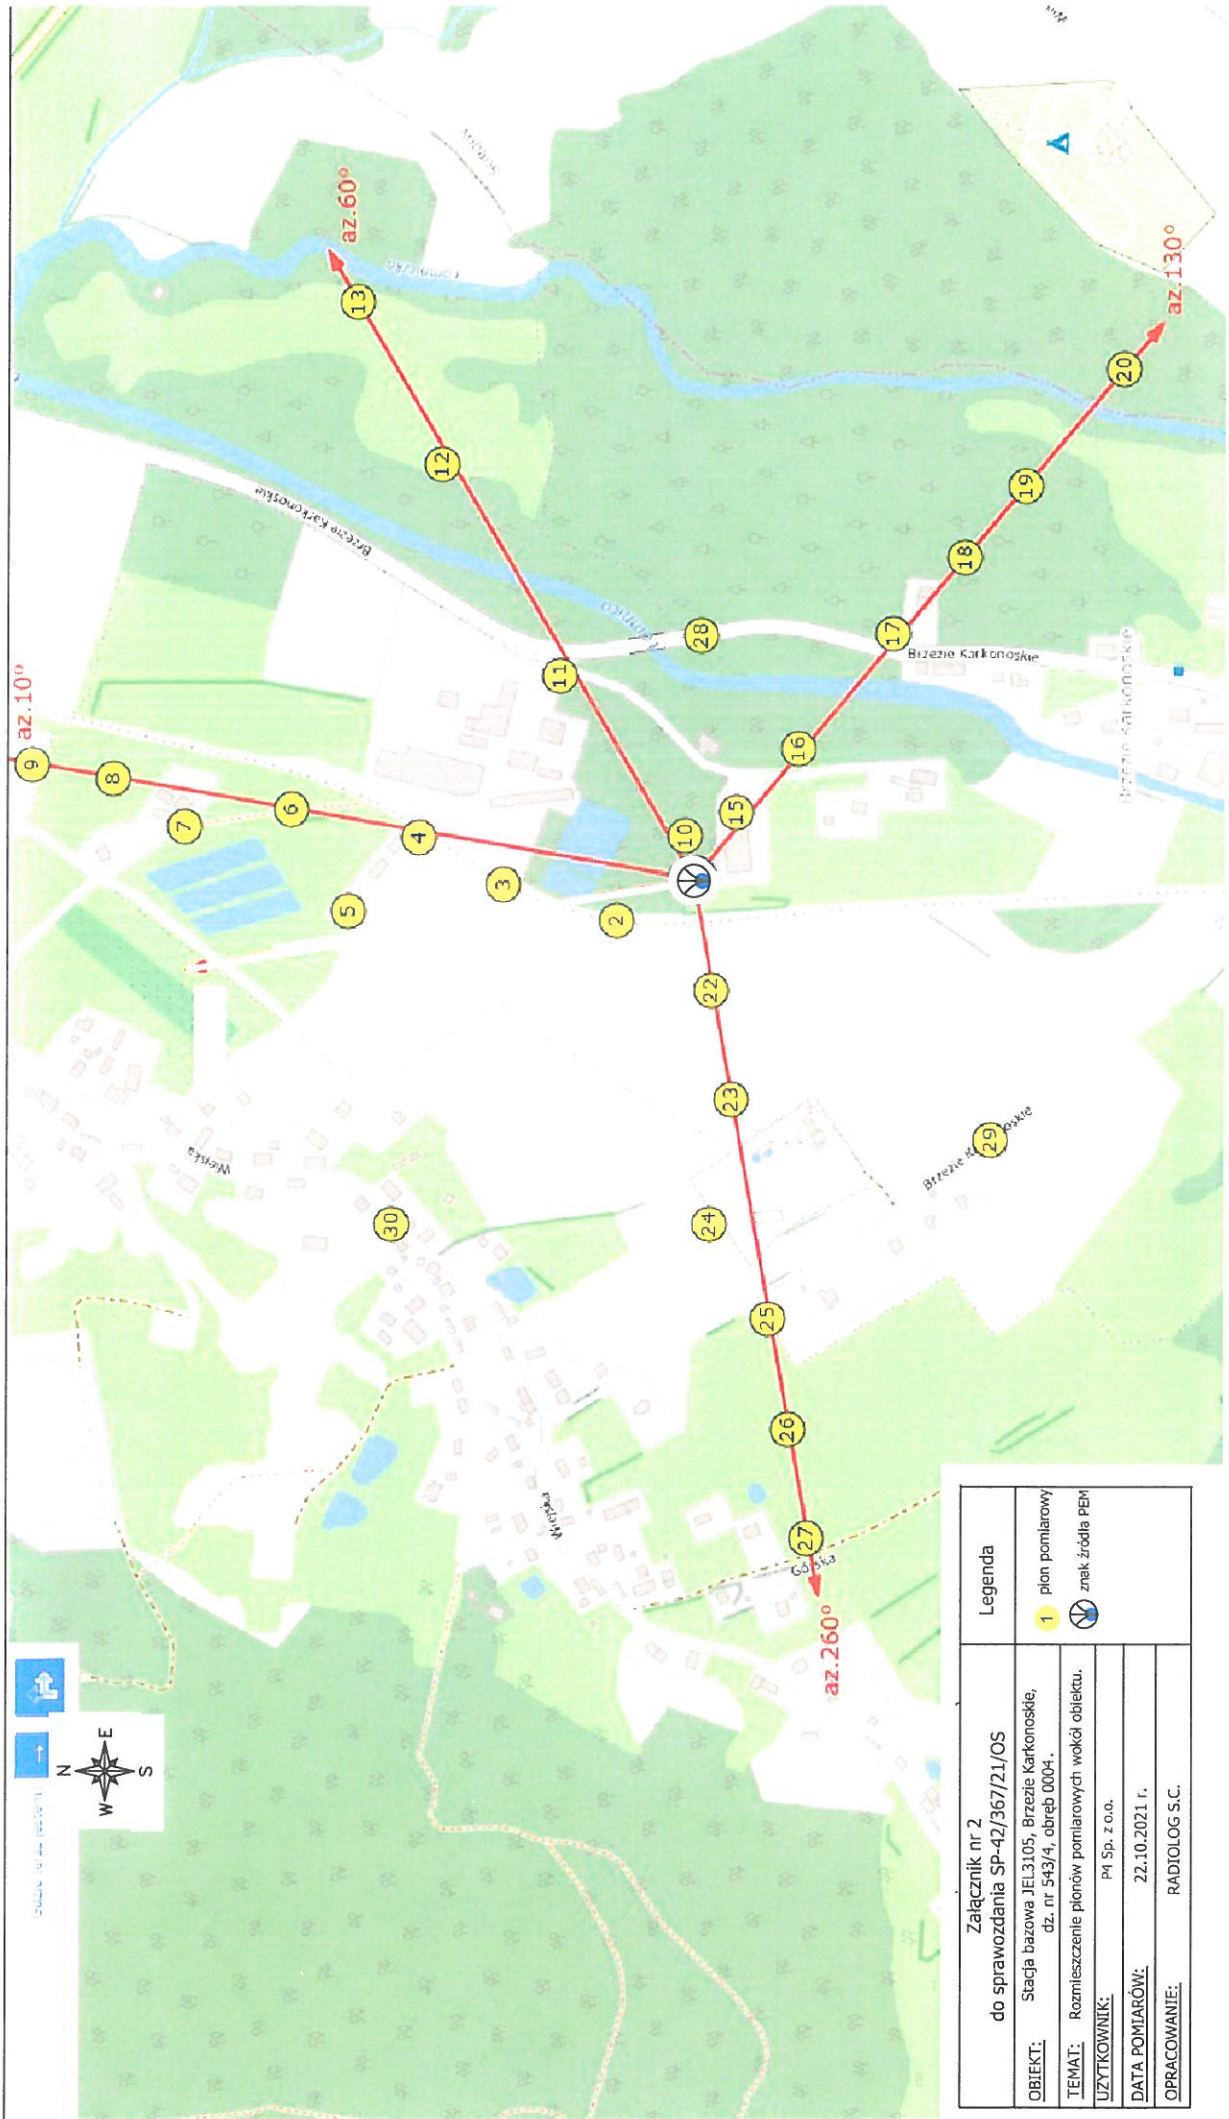 az.10°
9
8
7
6
5
4
3
2
az.60°
13
12
11
10
Łomniczka
Brzezie Karkonoskie
28
15
16
17
18
19
20
az.130°
Brzezie Karkonoskie
Brzezie Karkonoskie
22
23
24
25
26
27
az.260°
Górska
29
30
Wiejska
Wiejska
N
W
E
S
Załącznik nr 2
do sprawozdania SP-42/367/21/OS
Legenda
OBIEKT: Stacja bazowa JEL3105, Brzezie Karkonoskie,
dz. nr 543/4, obręb 0004.
1 pion pomiarowy
znak źródła PEM
TEMAT: Rozmieszczenie pionów pomiarowych wokół obiektu.
UŻYTKOWNIK: P4 Sp. z o.o.
DATA POMIARÓW: 22.10.2021 r.
OPRACOWANIE: RADIOLOG S.C.